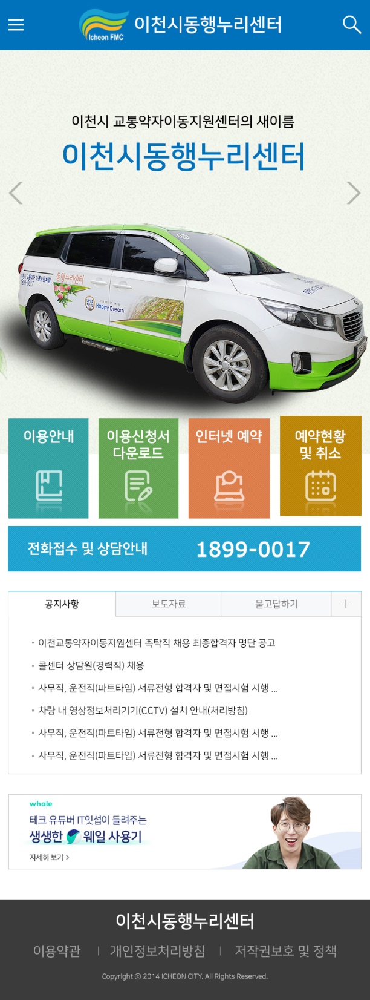 Icheon FMC
이천시동행누리센터
이천시 교통약자이동지원센터의 새이름
이천시동행누리센터
동행누리센터
Happy Dream
이용안내
이용신청서
다운로드
인터넷 예약
예약현황
및 취소
전화접수 및 상담안내 1899-0017
공지사항 보도자료 묻고답하기
이천교통약자이동지원센터 촉탁직 채용 최종합격자 명단 공고
콜센터 상담원(경력직) 채용
사무직, 운전직(파트타임) 서류전형 합격자 및 면접시험 시행 ...
차량 내 영상정보처리기기(CCTV) 설치 안내(처리방침)
사무직, 운전직(파트타임) 서류전형 합격자 및 면접시험 시행 ...
사무직, 운전직(파트타임) 서류전형 합격자 및 면접시험 시행 ...
whale
테크 유튜버 IT잇섭이 들려주는
생생한 웨일 사용기
자세히 보기 >
이천시동행누리센터
이용약관 | 개인정보처리방침 | 저작권보호 및 정책
Copyright ⓒ 2014 ICHEON CITY. All Rights Reserved.